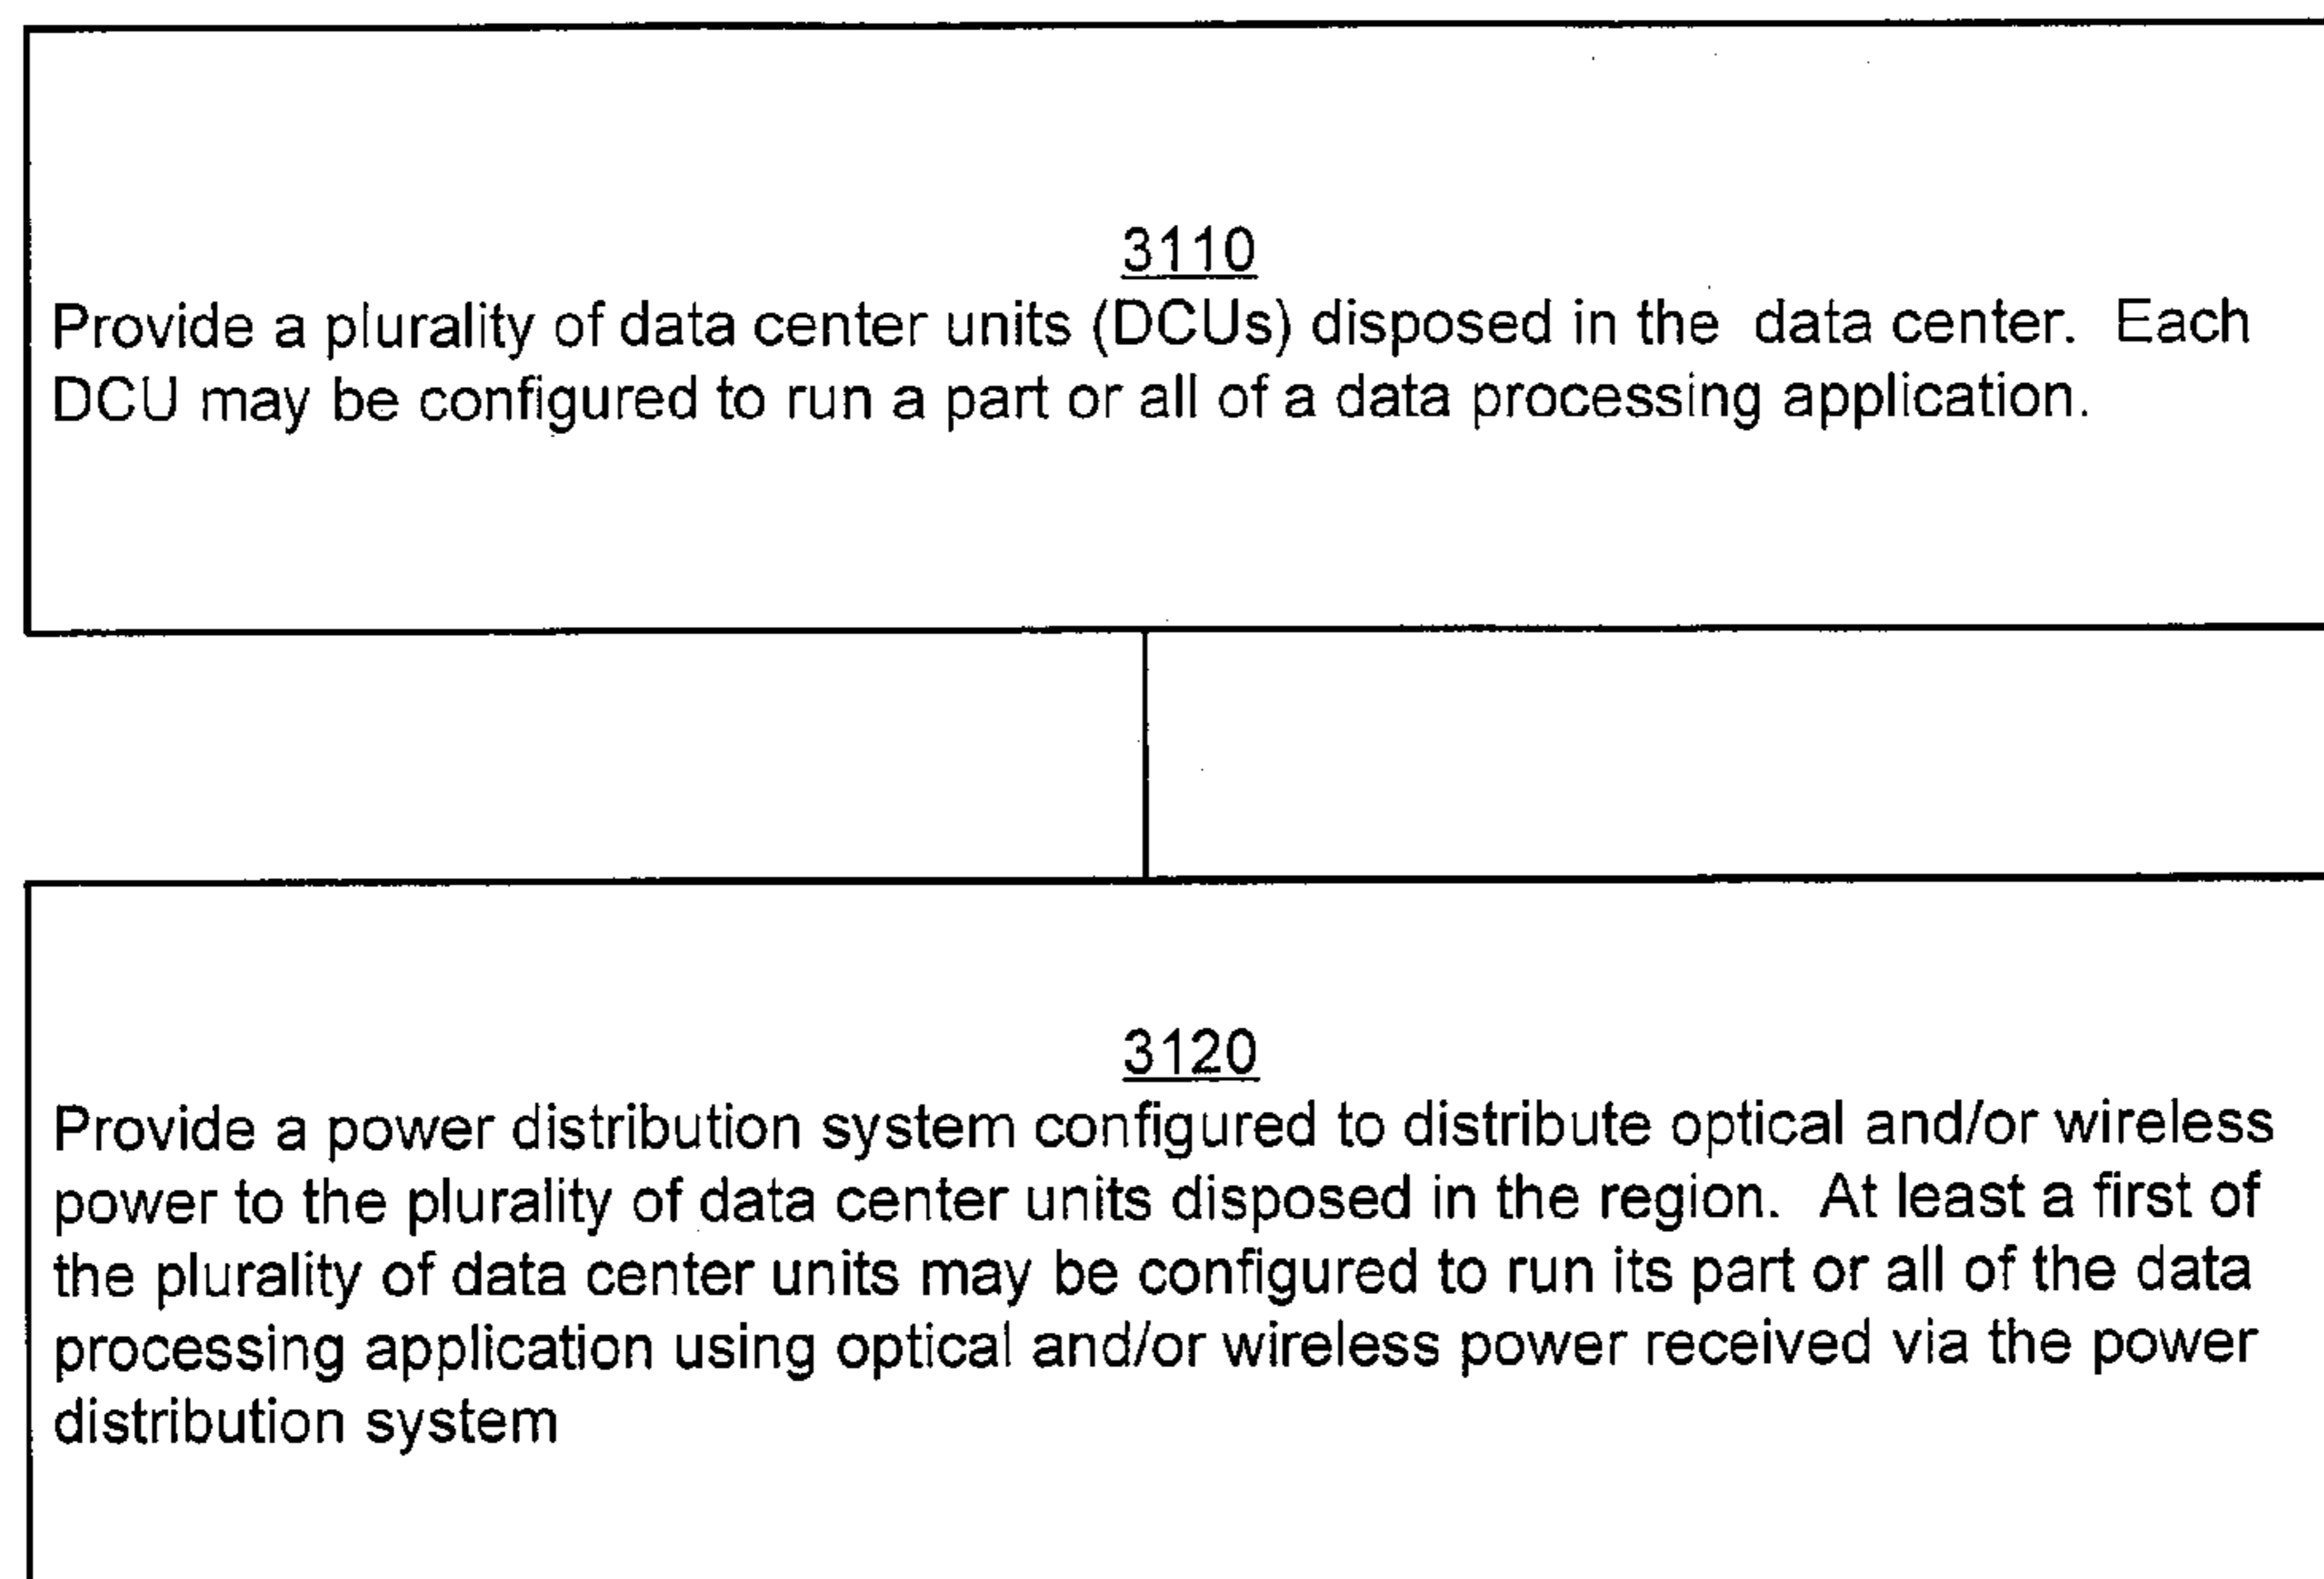 3110
Provide a plurality of data center units (DCUs) disposed in the data center. Each
DCU may be configured to run a part or all of a data processing application.
3120
Provide a power distribution system configured to distribute optical and/or wireless
power to the plurality of data center units disposed in the region. At least a first of
the plurality of data center units may be configured to run its part or all of the data
processing application using optical and/or wireless power received via the power
distribution system